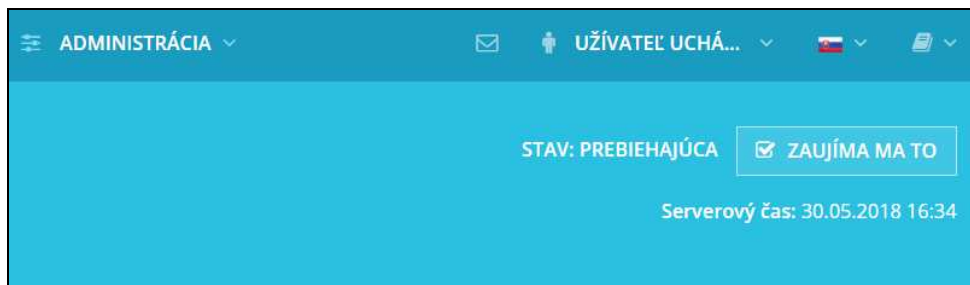 ADMINISTRÁCIA UŽÍVATEĽ UCHÁ...
STAV: PREBIEHAJÚCA ZAUJÍMA MA TO
Serverový čas: 30.05.2018 16:34